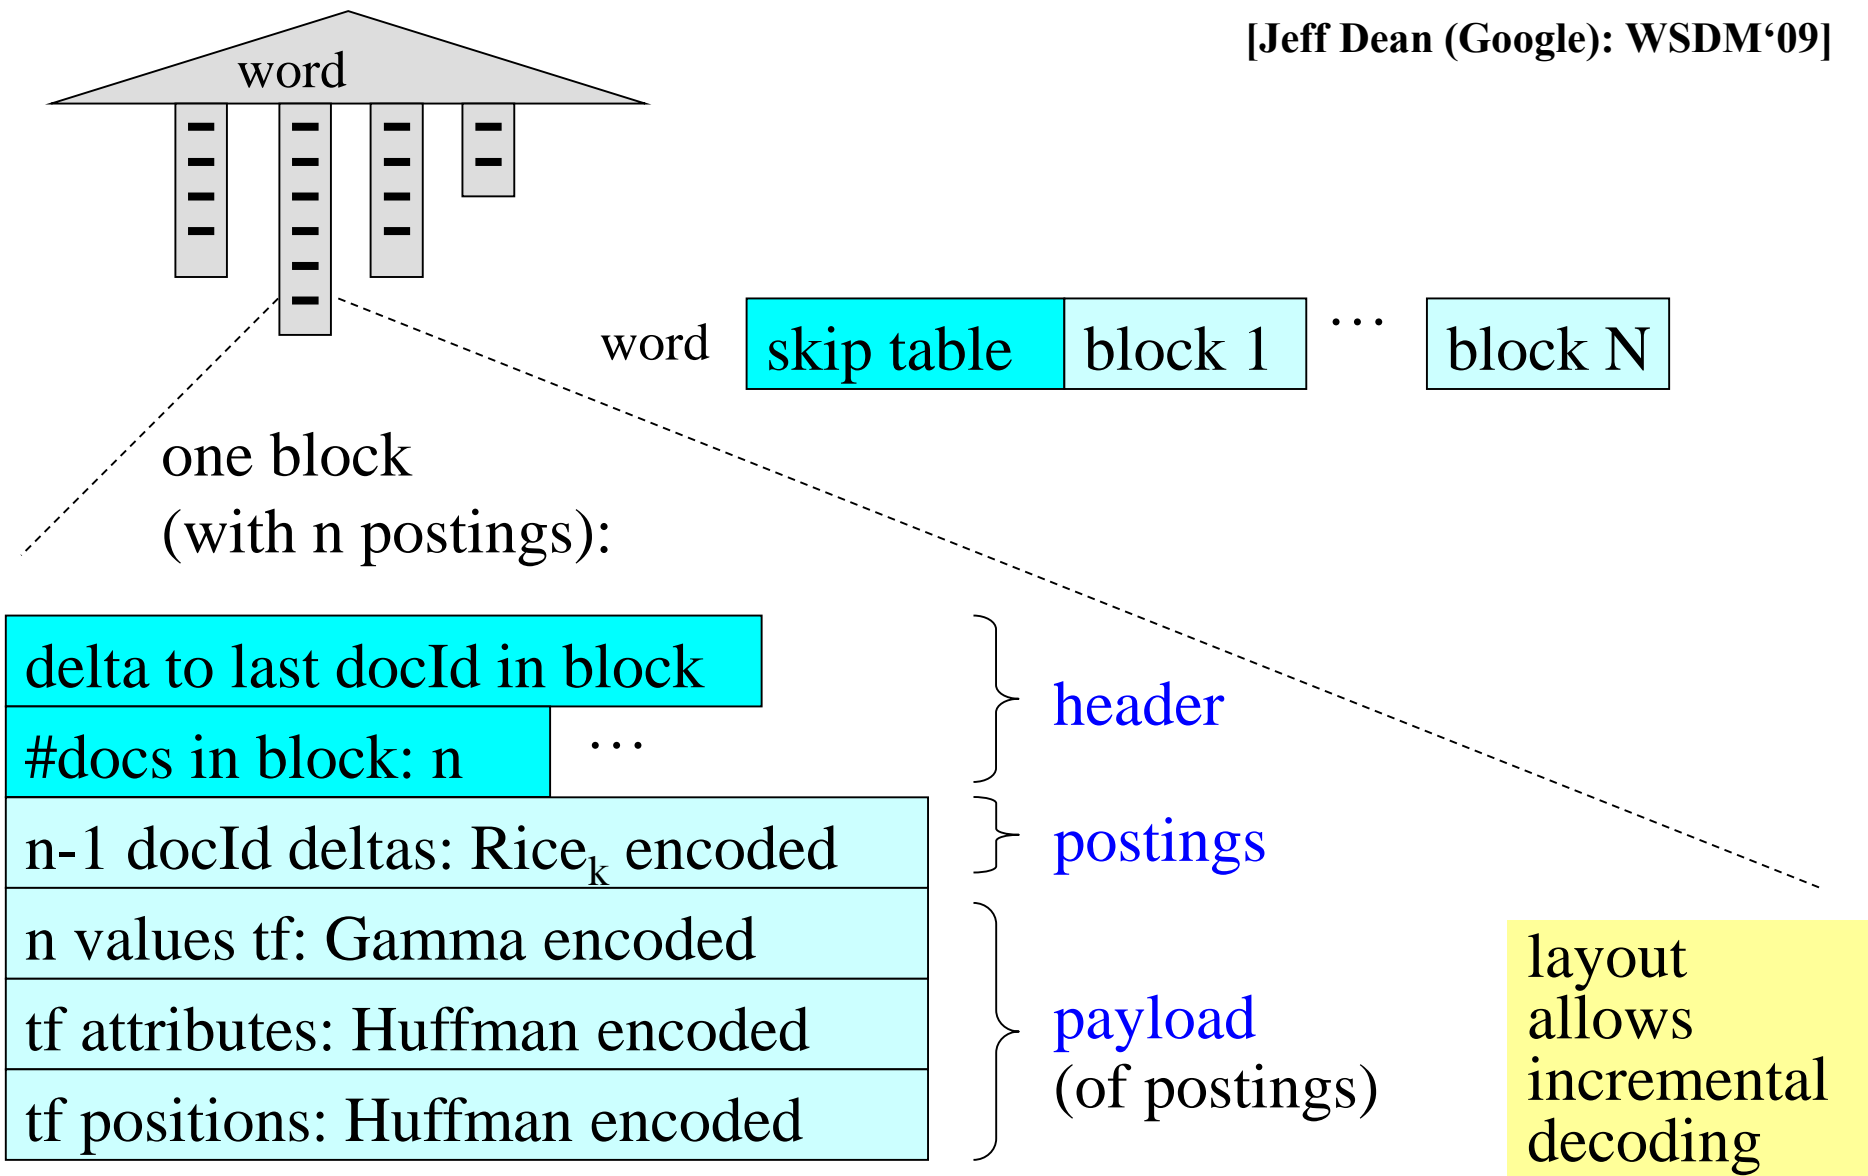 [Jeff Dean (Google): WSDM‘09]
word
word
skip table
block 1
…
block N
one block
(with n postings):
delta to last docId in block
#docs in block: n
…
header
n-1 docId deltas: Riceₖ encoded
postings
n values tf: Gamma encoded
tf attributes: Huffman encoded
tf positions: Huffman encoded
payload
(of postings)
layout
allows
incremental
decoding